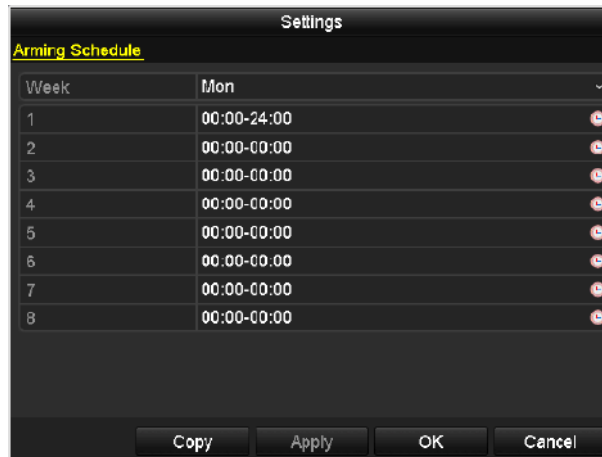 Settings
Arming Schedule
Week Mon
1 00:00-24:00
2 00:00-00:00
3 00:00-00:00
4 00:00-00:00
5 00:00-00:00
6 00:00-00:00
7 00:00-00:00
8 00:00-00:00
Copy Apply OK Cancel